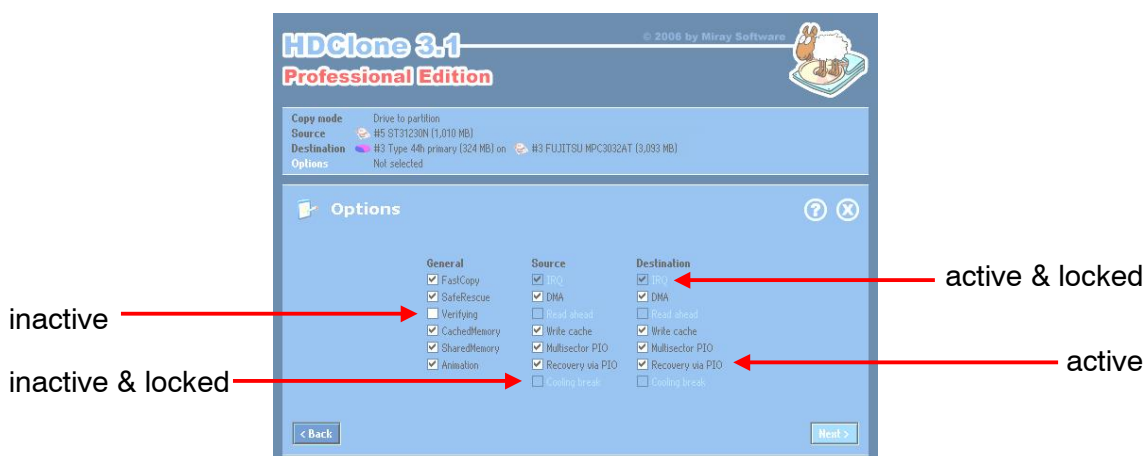 HDClone 3.1
© 2006 by Miray Software
Professional Edition
Copy mode Drive to partition
Source #5 ST31230N (1,010 MB)
Destination #3 Type 44h primary (324 MB) on #3 FUJITSU MPC3032AT (3,093 MB)
Options Not selected
Options ? X
General Source Destination
FastCopy IRQ IRQ
SafeRescue DMA DMA
Verifying Read ahead Read ahead
CachedMemory Write cache Write cache
SharedMemory Multisector PIO Multisector PIO
Animation Recovery via PIO Recovery via PIO
Cooling break Cooling break
active & locked
inactive
active
inactive & locked
< Back Next >